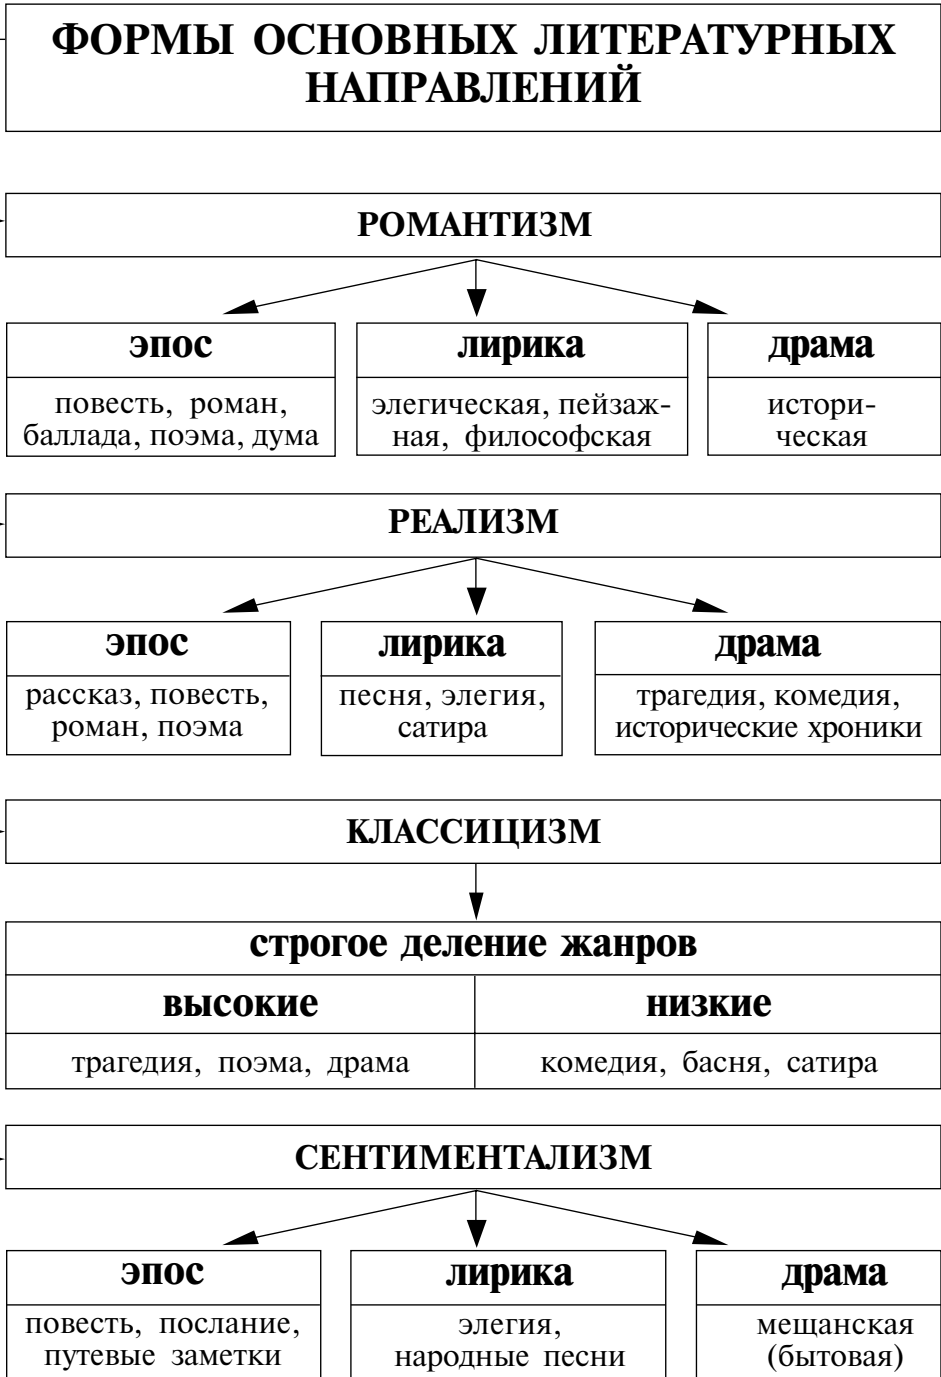 ФОРМЫ ОСНОВНЫХ ЛИТЕРАТУРНЫХ
НАПРАВЛЕНИЙ
РОМАНТИЗМ
эпос
повесть, роман,
баллада, поэма, дума
лирика
элегическая, пейзаж-
ная, философская
драма
истори-
ческая
РЕАЛИЗМ
эпос
рассказ, повесть,
роман, поэма
лирика
песня, элегия,
сатира
драма
трагедия, комедия,
исторические хроники
КЛАССИЦИЗМ
строгое деление жанров
высокие
трагедия, поэма, драма
низкие
комедия, басня, сатира
СЕНТИМЕНТАЛИЗМ
эпос
повесть, послание,
путевые заметки
лирика
элегия,
народные песни
драма
мещанская
(бытовая)